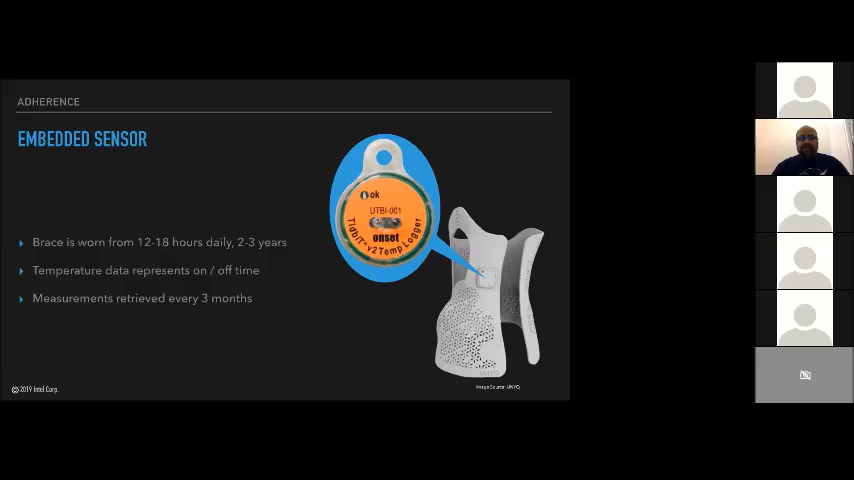 ADHERENCE
EMBEDDED SENSOR
Brace is worn from 12-18 hours daily, 2-3 years
Temperature data represents on / off time
Measurements retrieved every 3 months
ok
UTBI-001
onset
TidbiT® v2 Temp Logger
UNYQ
© 2019 Intel Corp.
Image Source: UNYQ